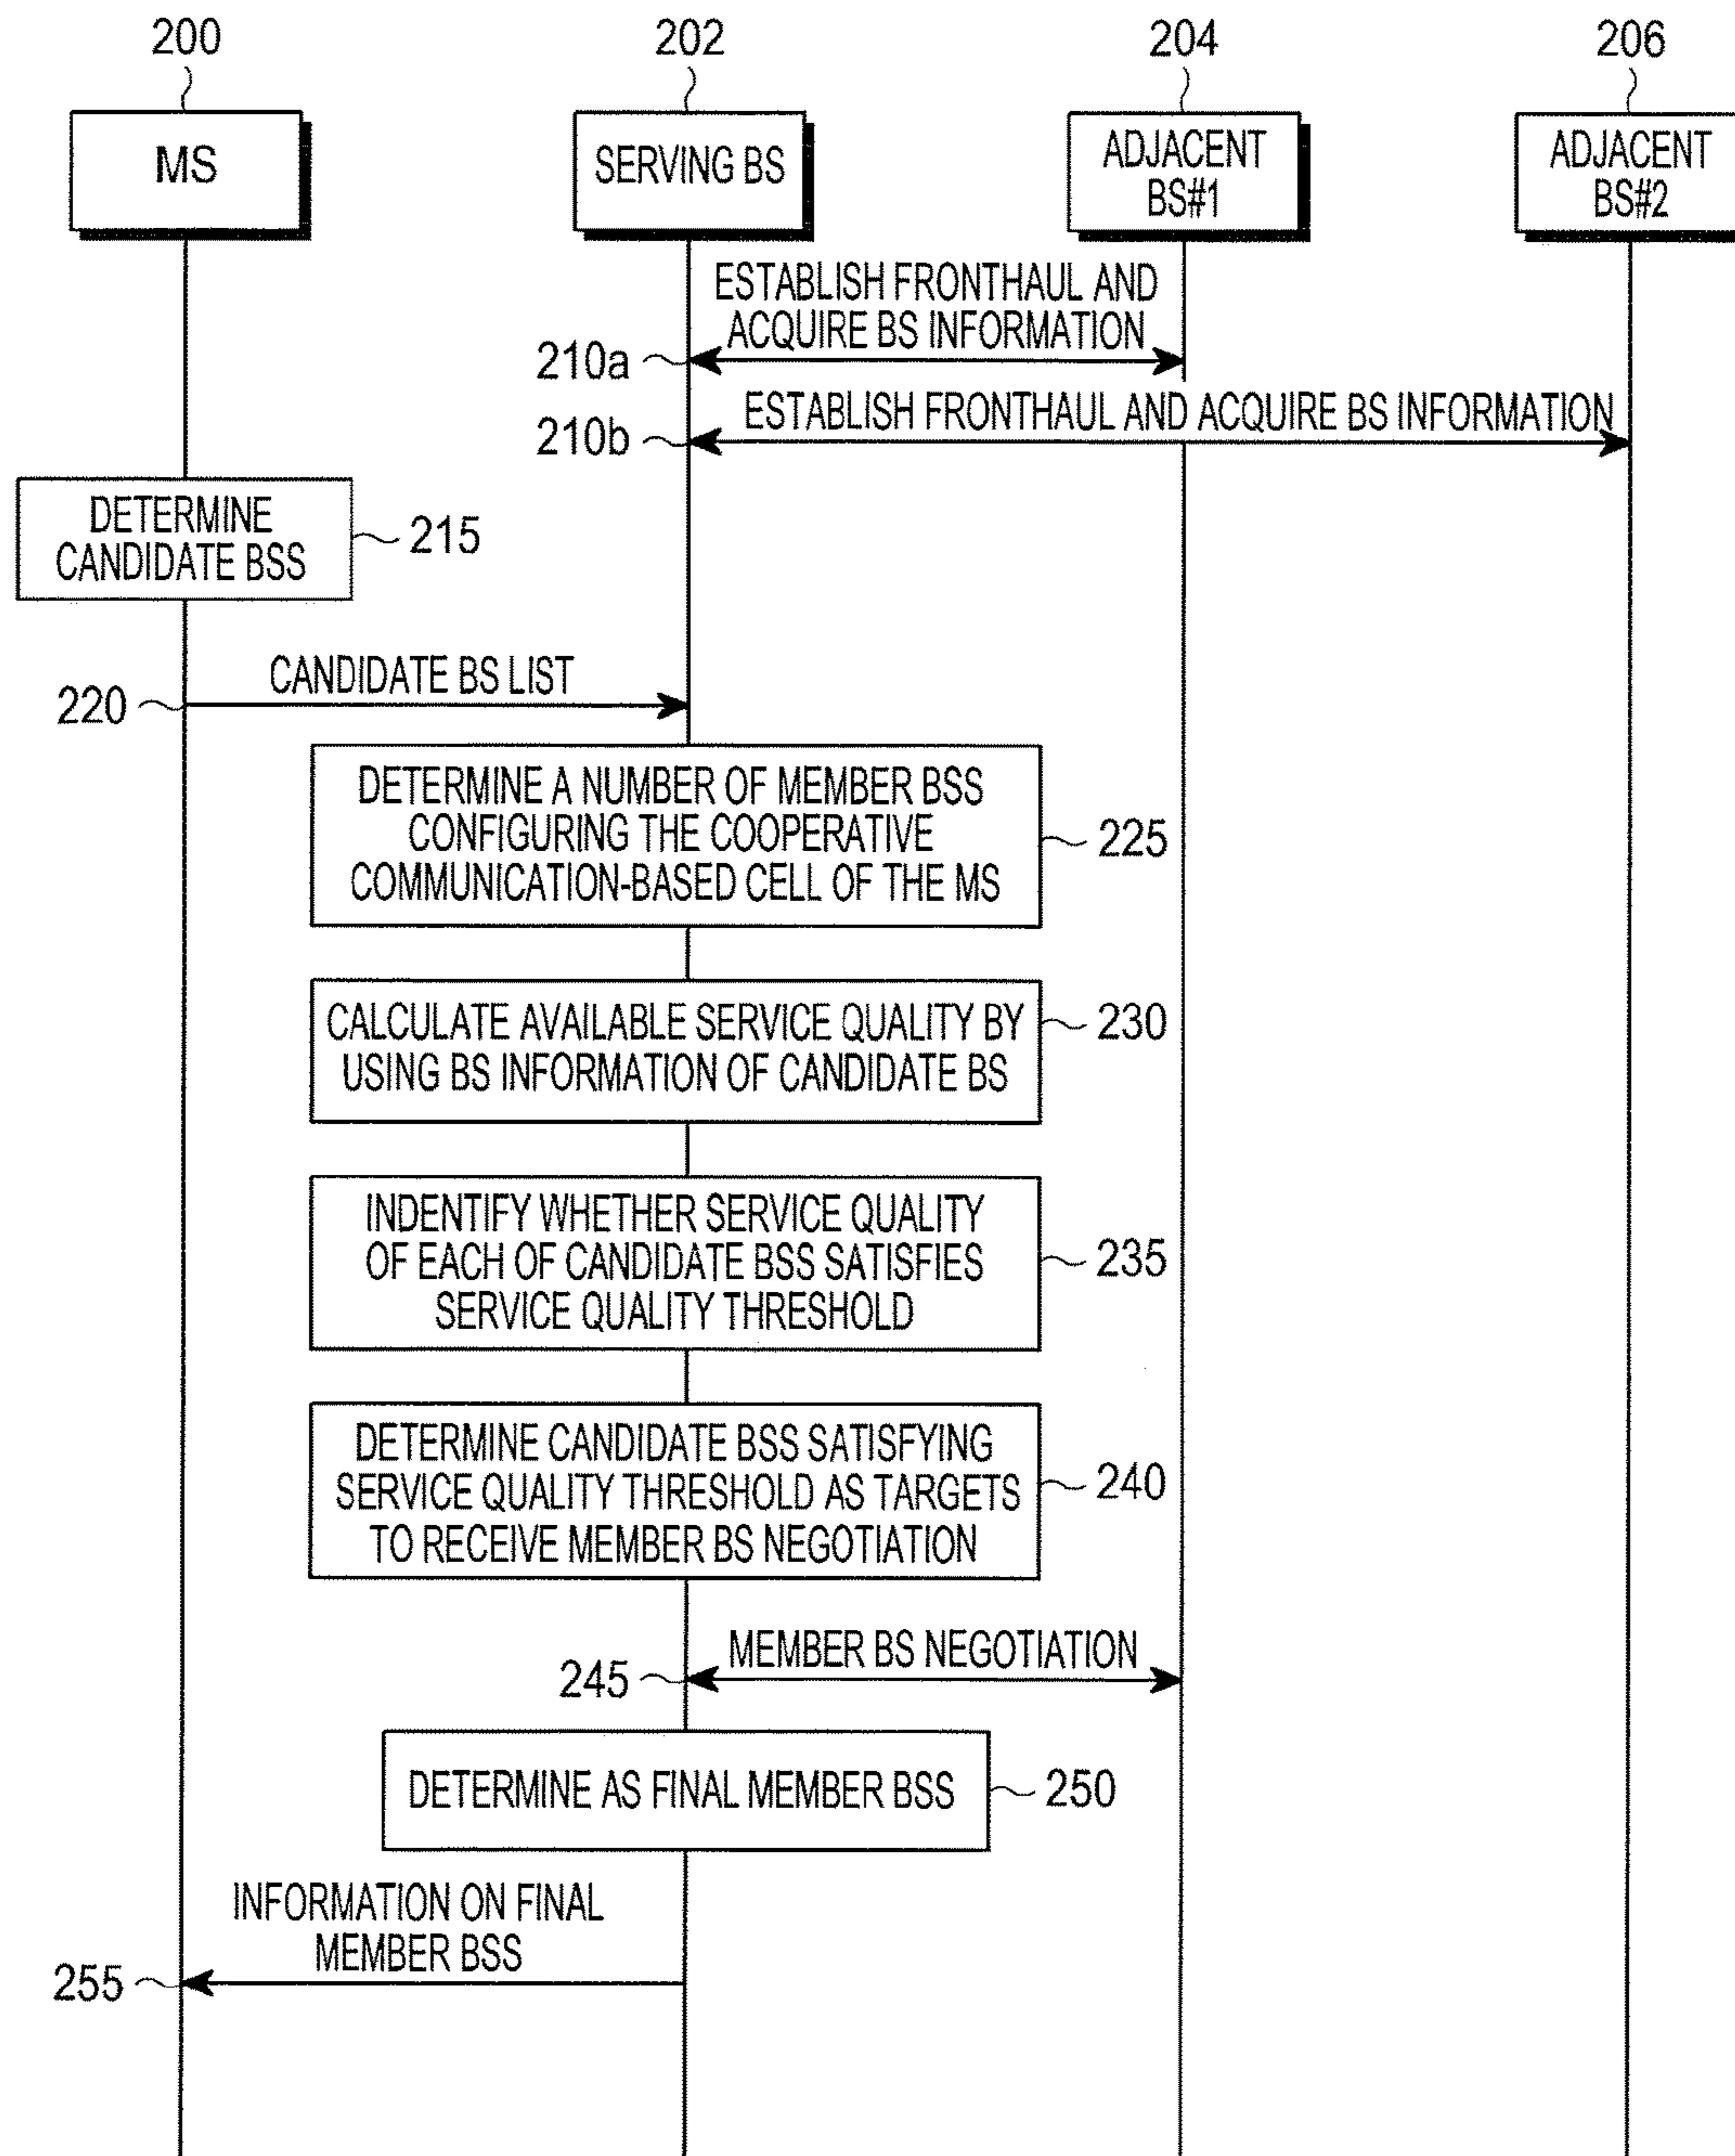 200
202
204
206
MS
SERVING BS
ADJACENT
BS#1
ADJACENT
BS#2
ESTABLISH FRONTHAUL AND
ACQUIRE BS INFORMATION
210a
ESTABLISH FRONTHAUL AND ACQUIRE BS INFORMATION
210b
DETERMINE
CANDIDATE BSS
215
CANDIDATE BS LIST
220
DETERMINE A NUMBER OF MEMBER BSS
CONFIGURING THE COOPERATIVE
COMMUNICATION-BASED CELL OF THE MS
225
CALCULATE AVAILABLE SERVICE QUALITY BY
USING BS INFORMATION OF CANDIDATE BS
230
INDENTIFY WHETHER SERVICE QUALITY
OF EACH OF CANDIDATE BSS SATISFIES
SERVICE QUALITY THRESHOLD
235
DETERMINE CANDIDATE BSS SATISFYING
SERVICE QUALITY THRESHOLD AS TARGETS
TO RECEIVE MEMBER BS NEGOTIATION
240
MEMBER BS NEGOTIATION
245
DETERMINE AS FINAL MEMBER BSS
250
INFORMATION ON FINAL
MEMBER BSS
255